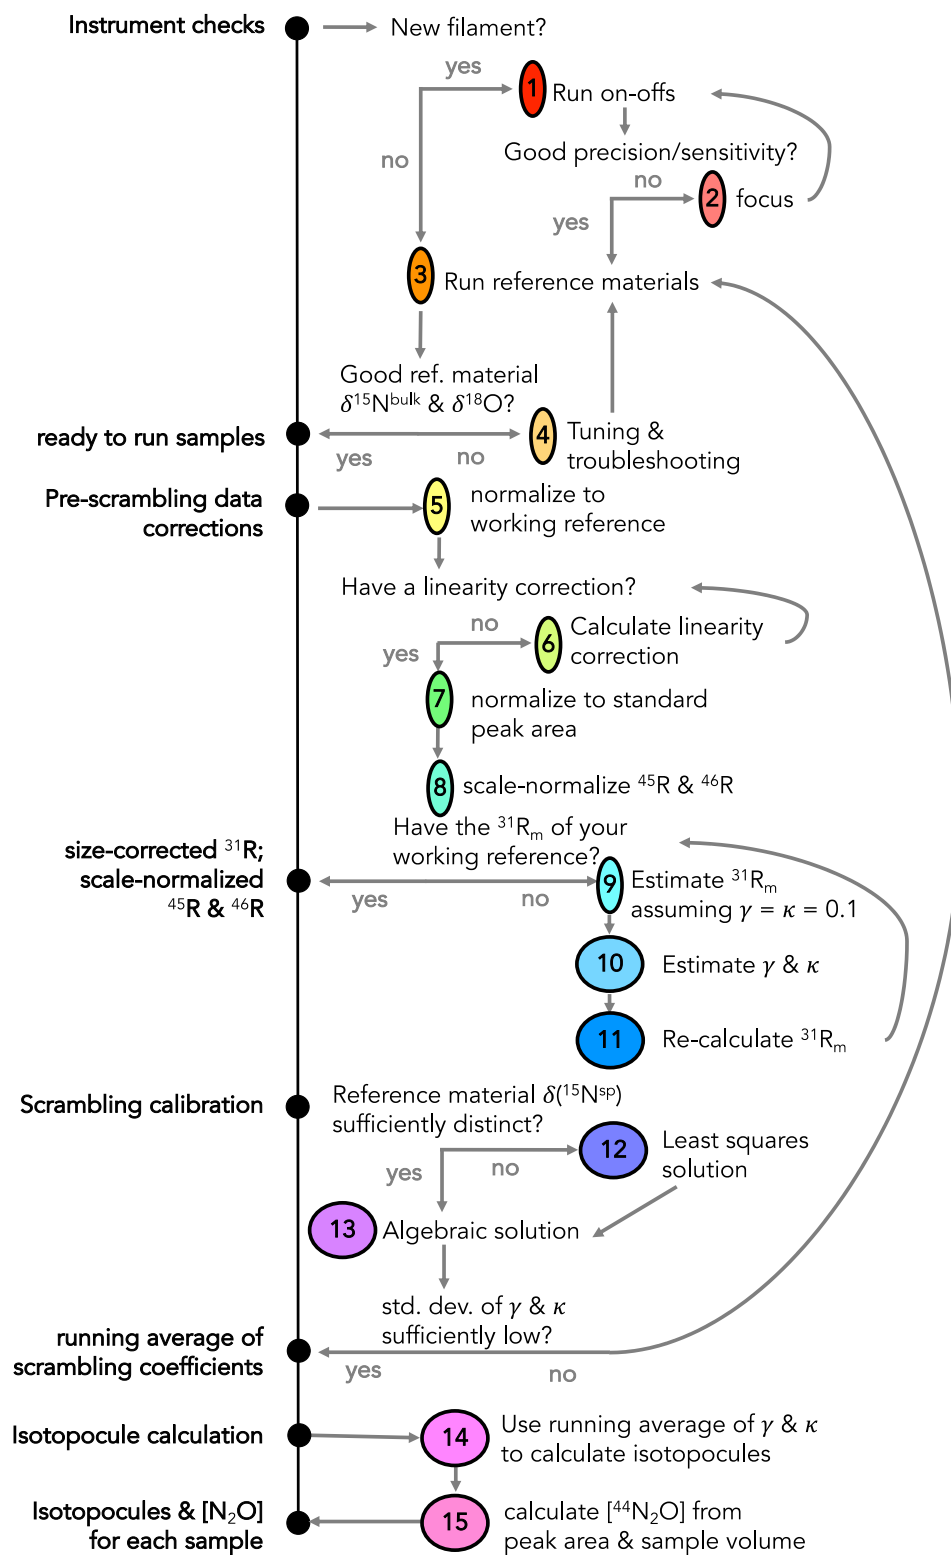 Instrument checks
New filament?
yes
1
Run on-offs
no
Good precision/sensitivity?
no
2
focus
yes
3
Run reference materials
Good ref. material
δ¹⁵Nᵇᵘˡᵏ & δ¹⁸O?
ready to run samples
yes
no
4
Tuning &
troubleshooting
Pre-scrambling data
corrections
5
normalize to
working reference
Have a linearity correction?
no
yes
6
Calculate linearity
correction
7
normalize to standard
peak area
8
scale-normalize ⁴⁵R & ⁴⁶R
Have the ³¹Rₘ of your
working reference?
size-corrected ³¹R;
scale-normalized
⁴⁵R & ⁴⁶R
yes
no
9
Estimate ³¹Rₘ
assuming γ = κ = 0.1
10
Estimate γ & κ
11
Re-calculate ³¹Rₘ
Scrambling calibration
Reference material δ(¹⁵Nˢᵖ)
sufficiently distinct?
yes
no
12
Least squares
solution
13
Algebraic solution
std. dev. of γ & κ
sufficiently low?
running average of
scrambling coefficients
yes
no
Isotopocule calculation
14
Use running average of γ & κ
to calculate isotopocules
Isotopocules & [N₂O]
for each sample
15
calculate [⁴⁴N₂O] from
peak area & sample volume